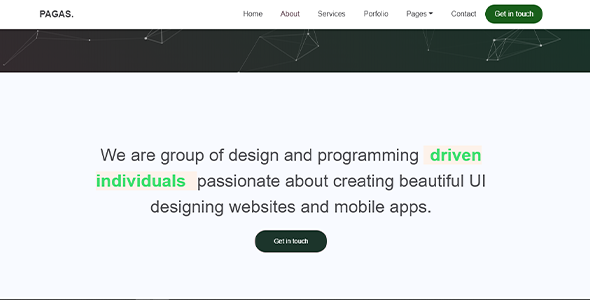 PAGAS.
Home About Services Porfolio Pages Contact Get in touch
We are group of design and programming driven
individuals passionate about creating beautiful UI
designing websites and mobile apps.
Get in touch